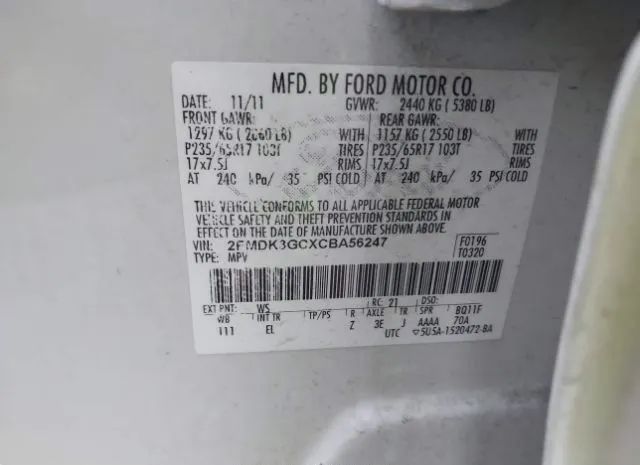 MFD. BY FORD MOTOR CO.
DATE: 11/11 GVWR: 2440 KG ( 5380 LB)
FRONT GAWR: REAR GAWR:
1297 KG ( 2860 LB) WITH 1157 KG ( 2550 LB) WITH
P235/65R17 103T TIRES P235/65R17 103T TIRES
17x7.5J RIMS 17x7.5J RIMS
AT 240 kPa/ 35 PSI COLD AT 240 kPa/ 35 PSI COLD
THIS VEHICLE CONFORMS TO ALL APPLICABLE FEDERAL MOTOR
VEHICLE SAFETY AND THEFT PREVENTION STANDARDS IN
EFFECT ON THE DATE OF MANUFACTURE SHOWN ABOVE.
VIN: 2FMDK3GCXCBA56247 F0196
TYPE: MPV T0320
EXT PNT: WS RC: 21 DSO:
WB INT TR TP/PS R AXLE TR SPR BQ11F
111 EL Z 3E J AAAA 70A
UTC ▽5U5A-1520472-BA